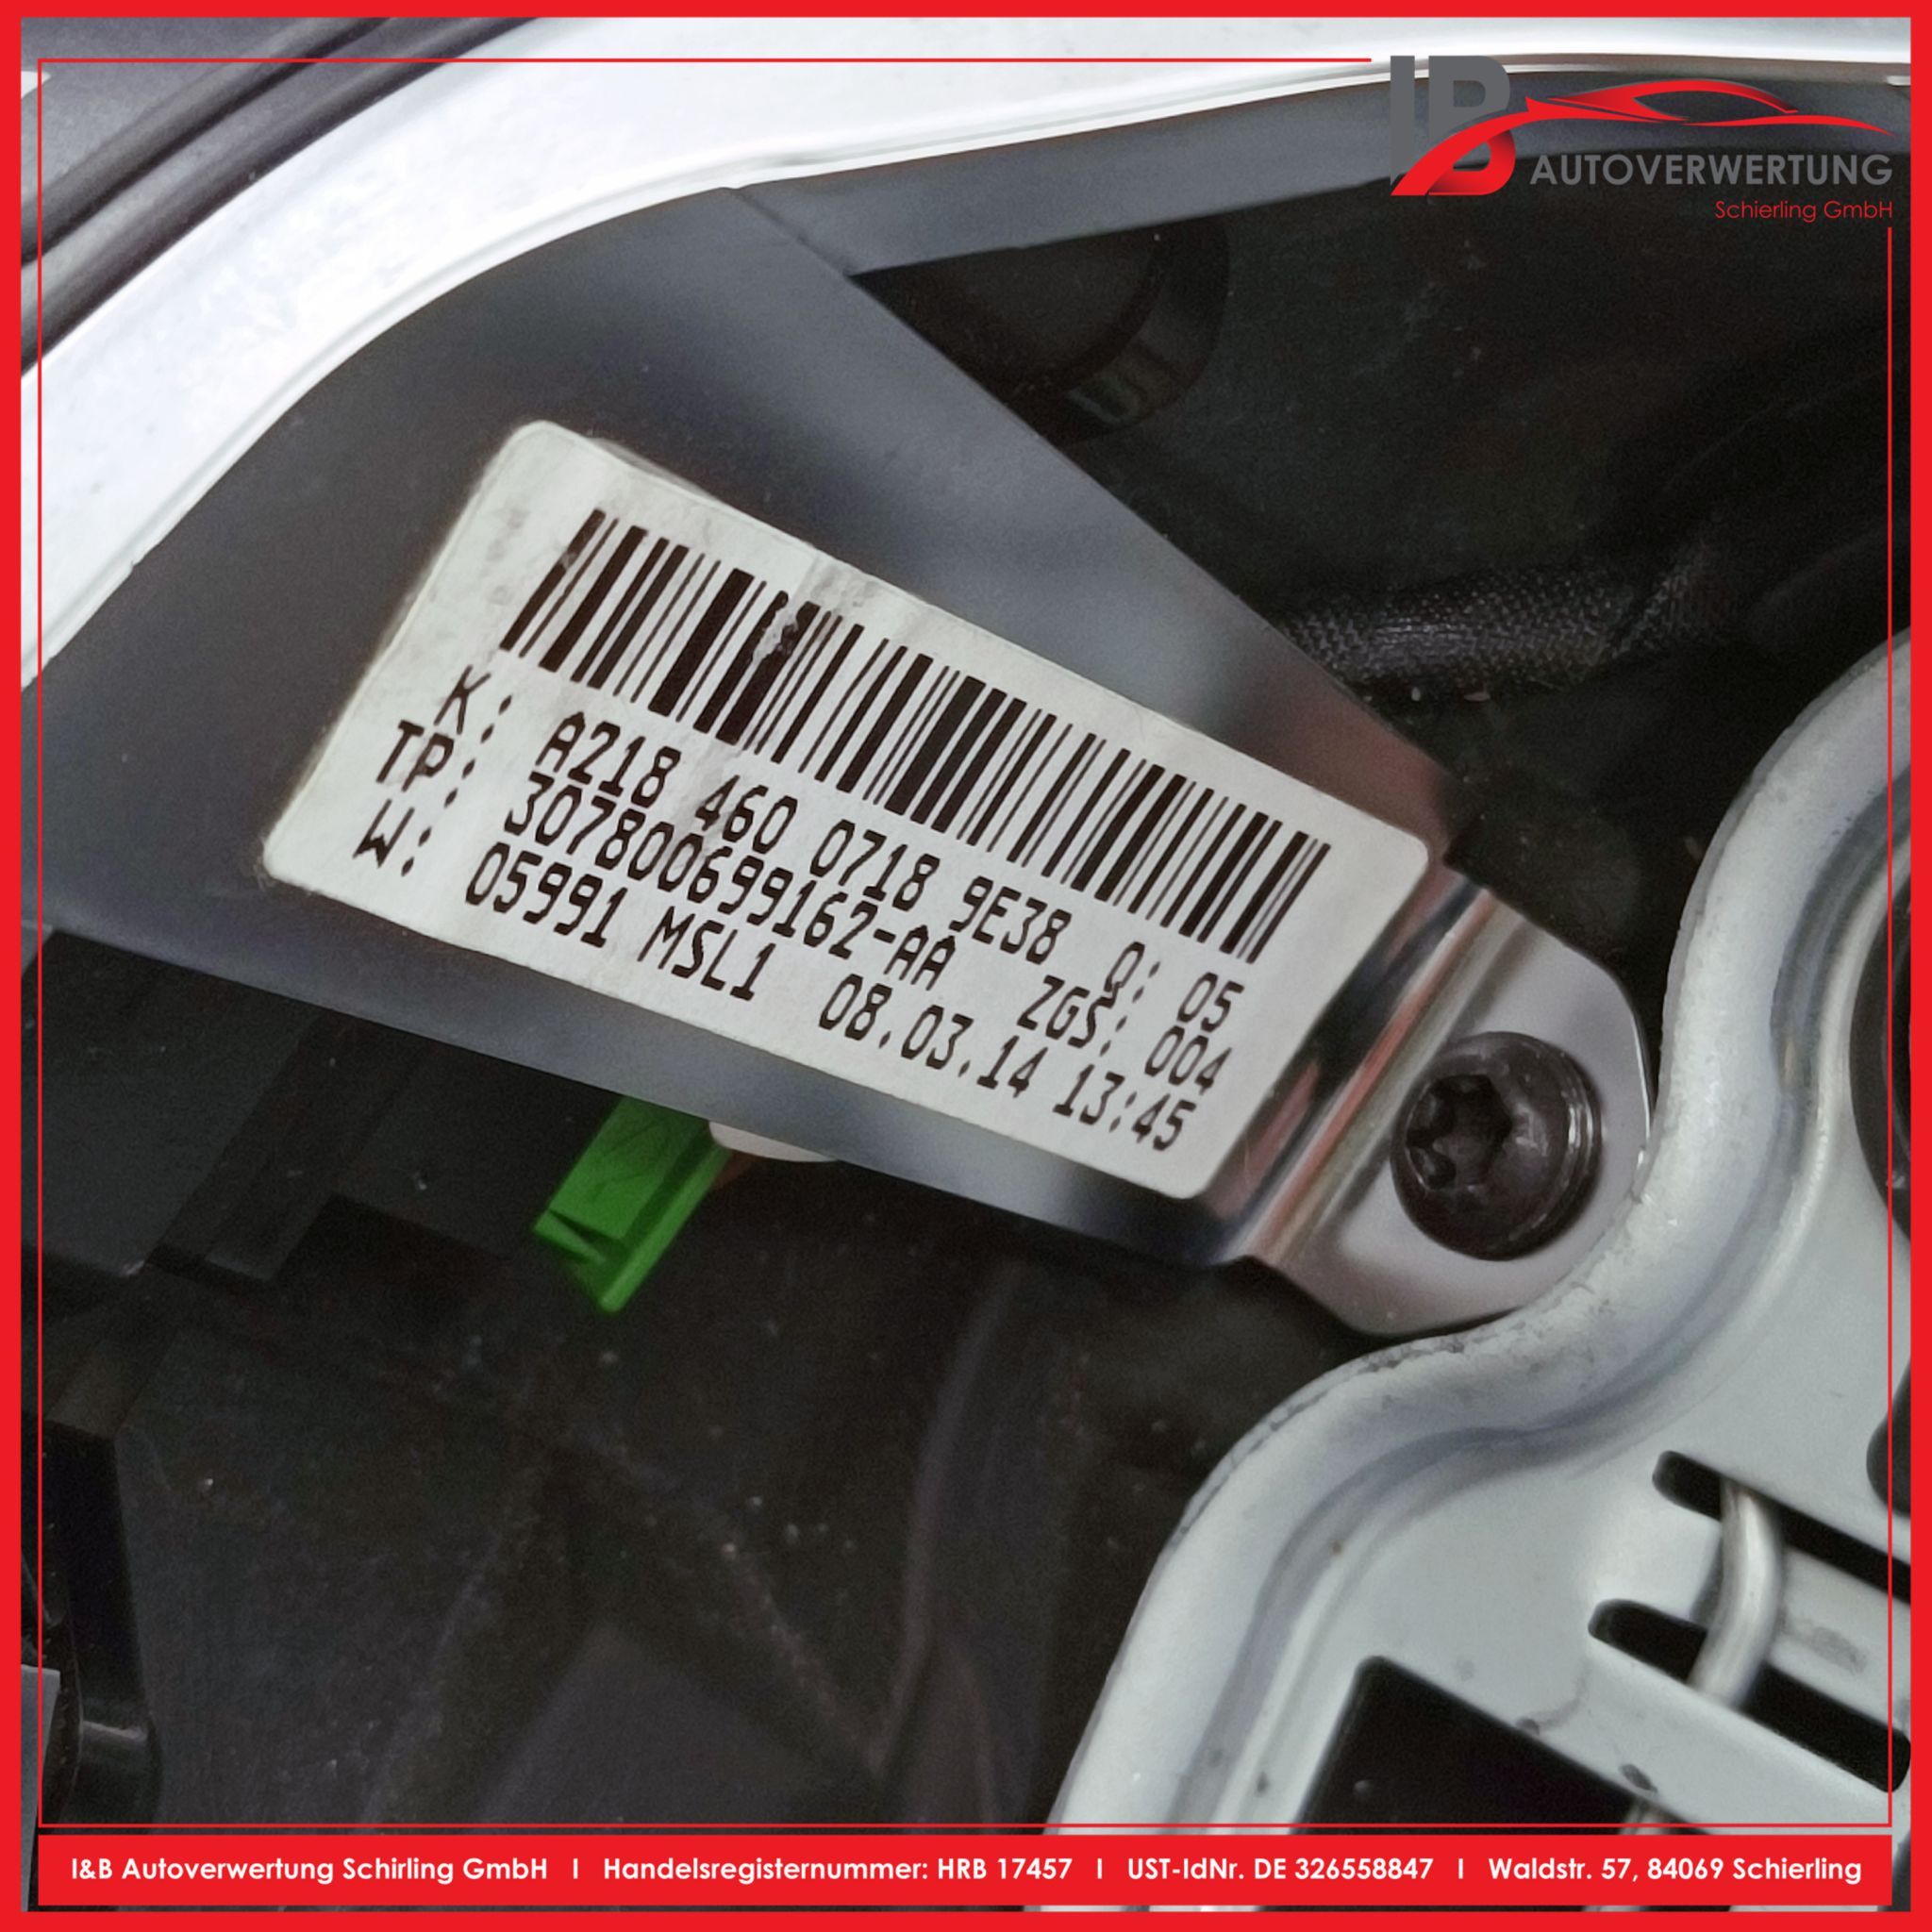 IB
AUTOVERWERTUNG
Schierling GmbH
K: A218 460 0718 9E38 Q: 05
TP: 307800699162-AA ZGS: 004
W: 05991 MSL1 08.03.14 13:45
I&B Autoverwertung Schirling GmbH I Handelsregisternummer: HRB 17457 I UST-IdNr. DE 326558847 I Waldstr. 57, 84069 Schierling